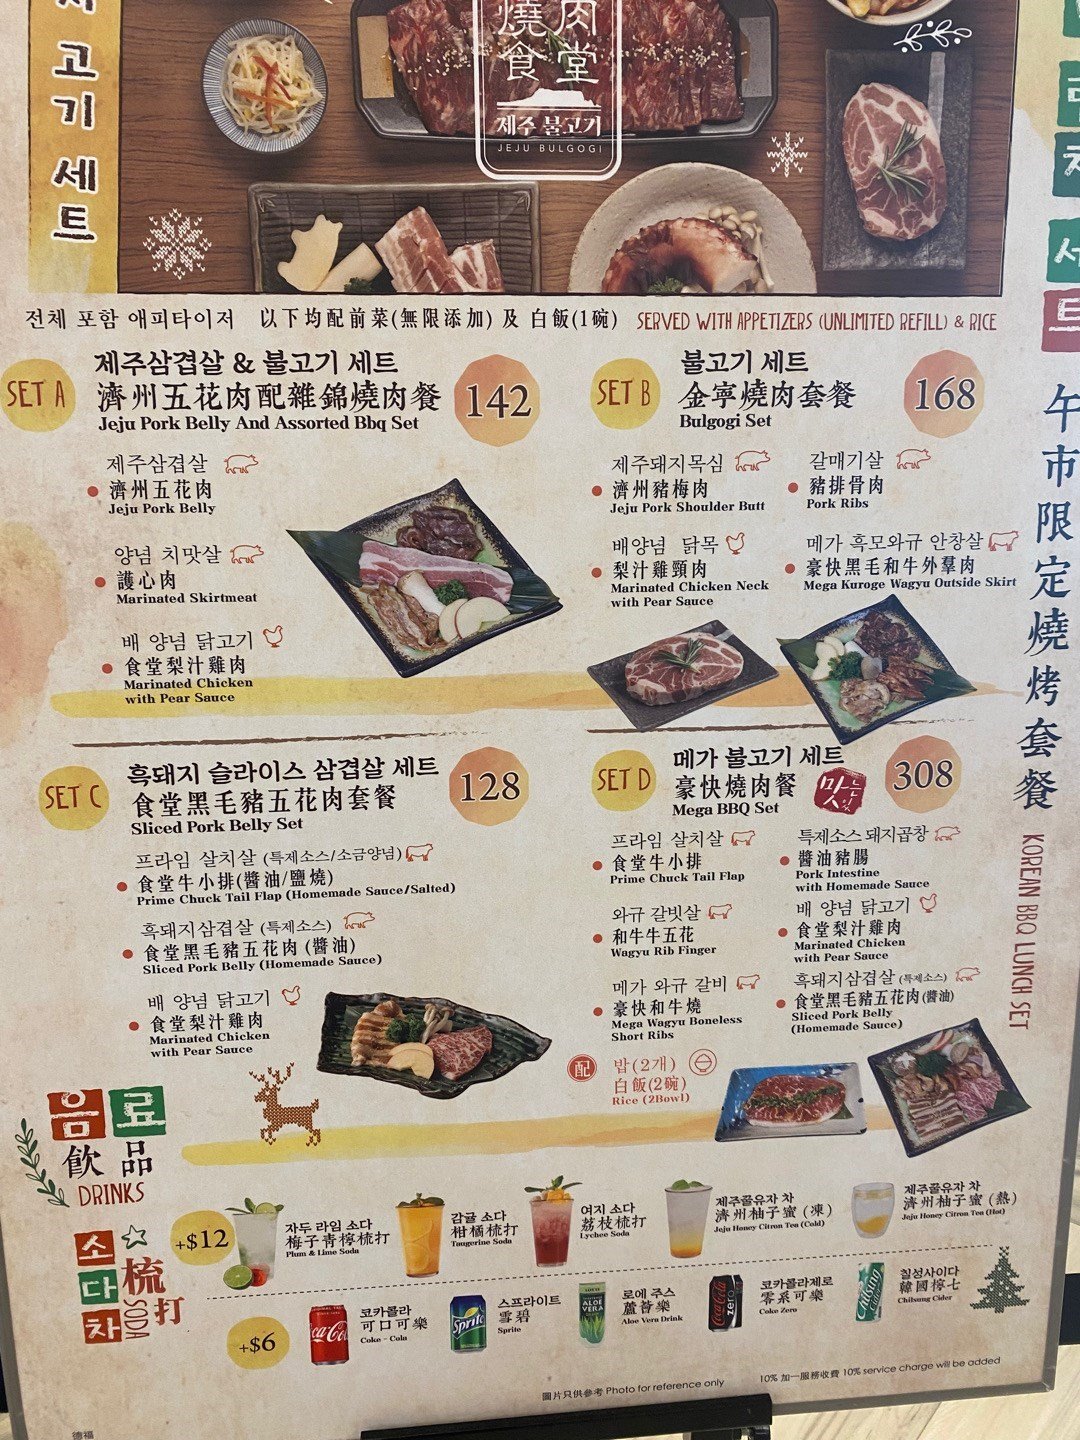 고
기
세
트
燒肉
食堂
제주 불고기
JEJU BULGOGI
전체 포함 애피타이저 以下均配前菜(無限添加) 及 白飯(1碗) SERVED WITH APPETIZERS (UNLIMITED REFILL) & RICE
SET A
제주삼겹살 & 불고기 세트
濟州五花肉配雜錦燒肉餐
Jeju Pork Belly And Assorted Bbq Set
142
제주삼겹살
濟州五花肉
Jeju Pork Belly
양념 치맛살
護心肉
Marinated Skirtmeat
배 양념 닭고기
食堂梨汁雞肉
Marinated Chicken
with Pear Sauce
SET B
불고기 세트
金寧燒肉套餐
Bulgogi Set
168
제주돼지목심
濟州豬梅肉
Jeju Pork Shoulder Butt
갈매기살
豬排骨肉
Pork Ribs
배양념 닭목
梨汁雞頸肉
Marinated Chicken Neck
with Pear Sauce
메가 흑모와규 안창살
豪快黑毛和牛外羣肉
Mega Kuroge Wagyu Outside Skirt
SET C
흑돼지 슬라이스 삼겹살 세트
食堂黑毛豬五花肉套餐
Sliced Pork Belly Set
128
프라임 살치살 (특제소스/소금양념)
食堂牛小排(醬油/鹽燒)
Prime Chuck Tail Flap (Homemade Sauce/Salted)
흑돼지삼겹살 (특제소스)
食堂黑毛豬五花肉 (醬油)
Sliced Pork Belly (Homemade Sauce)
배 양념 닭고기
食堂梨汁雞肉
Marinated Chicken
with Pear Sauce
SET D
메가 불고기 세트
豪快燒肉餐
Mega BBQ Set
맛
308
프라임 살치살
食堂牛小排
Prime Chuck Tail Flap
특제소스 돼지곱창
醬油豬腸
Pork Intestine
with Homemade Sauce
와규 갈빗살
和牛牛五花
Wagyu Rib Finger
배 양념 닭고기
食堂梨汁雞肉
Marinated Chicken
with Pear Sauce
메가 와규 갈비
豪快和牛燒
Mega Wagyu Boneless
Short Ribs
흑돼지삼겹살 (특제소스)
食堂黑毛豬五花肉(醬油)
Sliced Pork Belly
(Homemade Sauce)
配
밥(2개)
白飯(2碗)
Rice (2Bowl)
세
트
午市限定燒烤套餐
KOREAN BBQ LUNCH SET
음료
飲品
DRINKS
소다차
梳打
SODA
+$12
자두 라임 소다
梅子青檸梳打
Plum & Lime Soda
감귤 소다
柑橘梳打
Tangerine Soda
여지 소다
荔枝梳打
Lychee Soda
제주꿀유자 차
濟州柚子蜜 (凍)
Jeju Honey Citron Tea (Cold)
제주꿀유자 차
濟州柚子蜜 (熱)
Jeju Honey Citron Tea (Hot)
+$6
Coca-Cola
코카콜라
可口可樂
Coke - Cola
Sprite
스프라이트
雪碧
Sprite
ALOE
VERA
로에 주스
蘆薈樂
Aloe Vera Drink
Coca-Cola
zero
코카콜라제로
零系可樂
Coke Zero
Chilsung
칠성사이다
韓國檸七
Chilsung Cider
圖片只供參考 Photo for reference only
10% 加一服務收費 10% service charge will be added
德福